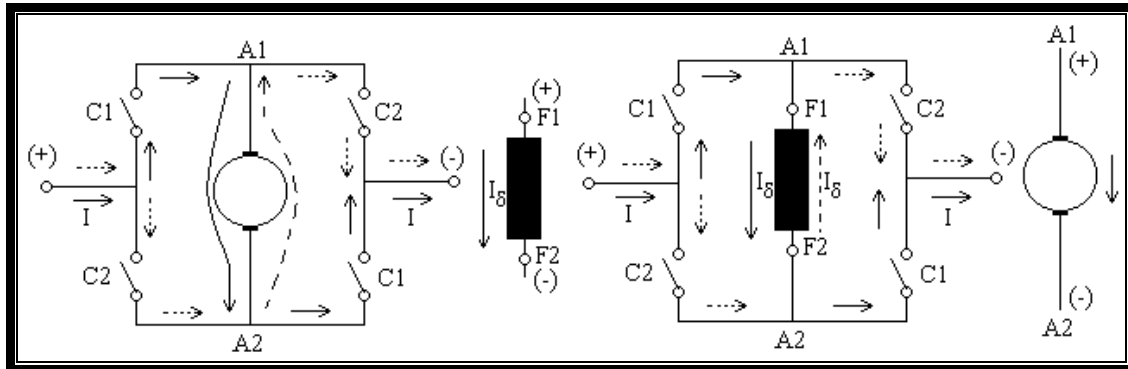 A1
C1
C2
(+)
I
(-)
I
C2
C1
A2
(+)
F1
Iδ
F2
(-)
A1
C1
F1
C2
(+)
I
Iδ
Iδ
(-)
I
F2
C2
C1
A2
A1
(+)
(-)
A2